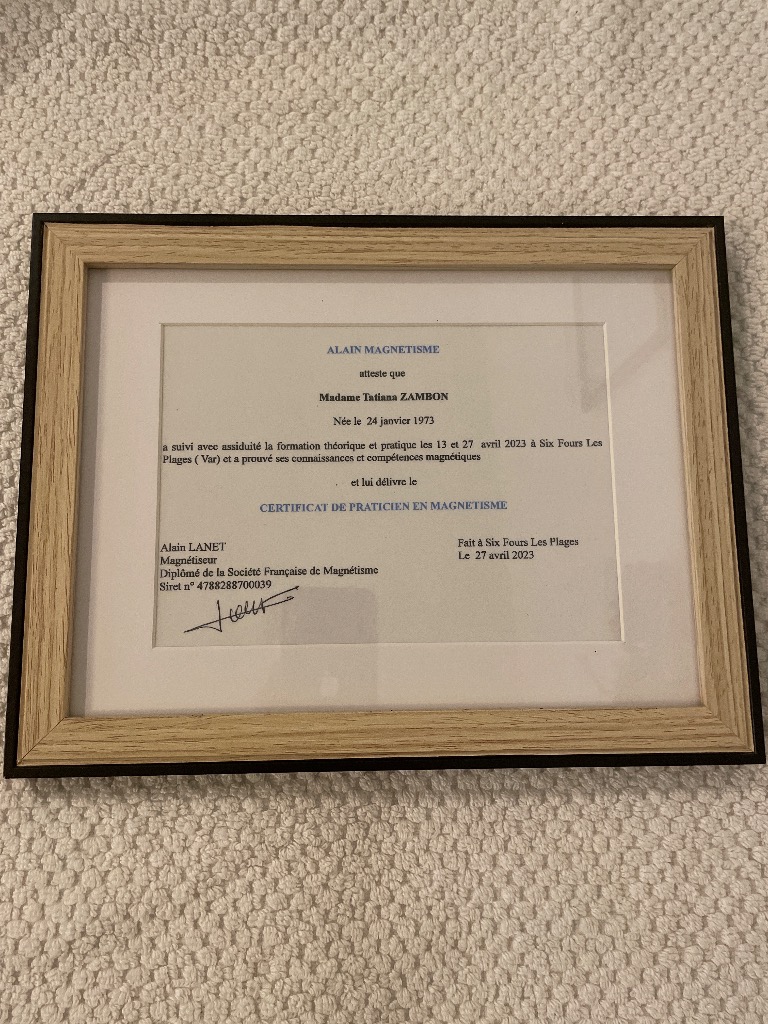 ALAIN MAGNETISME
atteste que
Madame Tatiana ZAMBON
Née le 24 janvier 1973
a suivi avec assiduité la formation théorique et pratique les 13 et 27 avril 2023 à Six Fours Les
Plages ( Var) et a prouvé ses connaissances et compétences magnétiques
et lui délivre le
CERTIFICAT DE PRATICIEN EN MAGNETISME
Alain LANET
Magnétiseur
Diplômé de la Société Française de Magnétisme
Siret n° 4788288700039
Fait à Six Fours Les Plages
Le 27 avril 2023